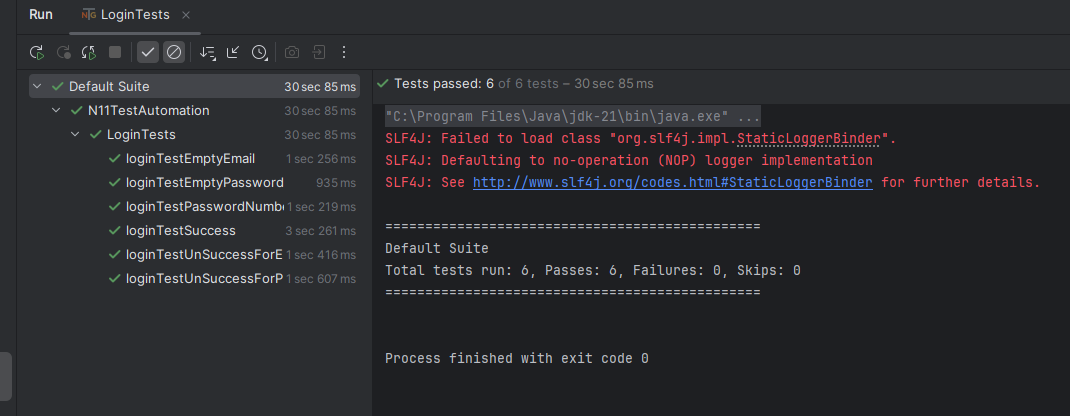 Run
LoginTests
Default Suite 30 sec 85 ms
N11TestAutomation 30 sec 85 ms
LoginTests 30 sec 85 ms
loginTestEmptyEmail 1 sec 256 ms
loginTestEmptyPassword 935 ms
loginTestPasswordNumbe 1 sec 219 ms
loginTestSuccess 3 sec 261 ms
loginTestUnSuccessForE 1 sec 416 ms
loginTestUnSuccessForP 1 sec 607 ms
Tests passed: 6 of 6 tests – 30 sec 85 ms
"C:\Program Files\Java\jdk-21\bin\java.exe" ...
SLF4J: Failed to load class "org.slf4j.impl.StaticLoggerBinder".
SLF4J: Defaulting to no-operation (NOP) logger implementation
SLF4J: See http://www.slf4j.org/codes.html#StaticLoggerBinder for further details.
===============================================
Default Suite
Total tests run: 6, Passes: 6, Failures: 0, Skips: 0
===============================================
Process finished with exit code 0